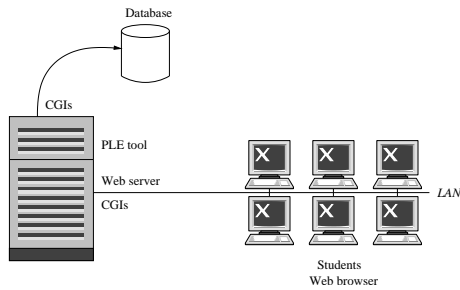 Database
CGIs
PLE tool
Web server
CGIs
LAN
X X X
X X X
Students
Web browser